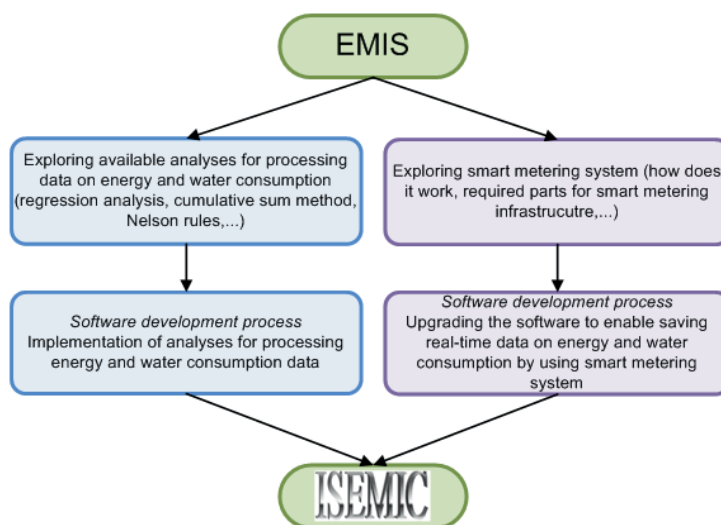 EMIS
Exploring available analyses for processing
data on energy and water consumption
(regression analysis, cumulative sum method,
Nelson rules,...)
Exploring smart metering system (how does
it work, required parts for smart metering
infrastrucutre,...)
Software development process
Implementation of analyses for processing
energy and water consumption data
Software development process
Upgrading the software to enable saving
real-time data on energy and water
consumption by using smart metering
system
ISEMIC